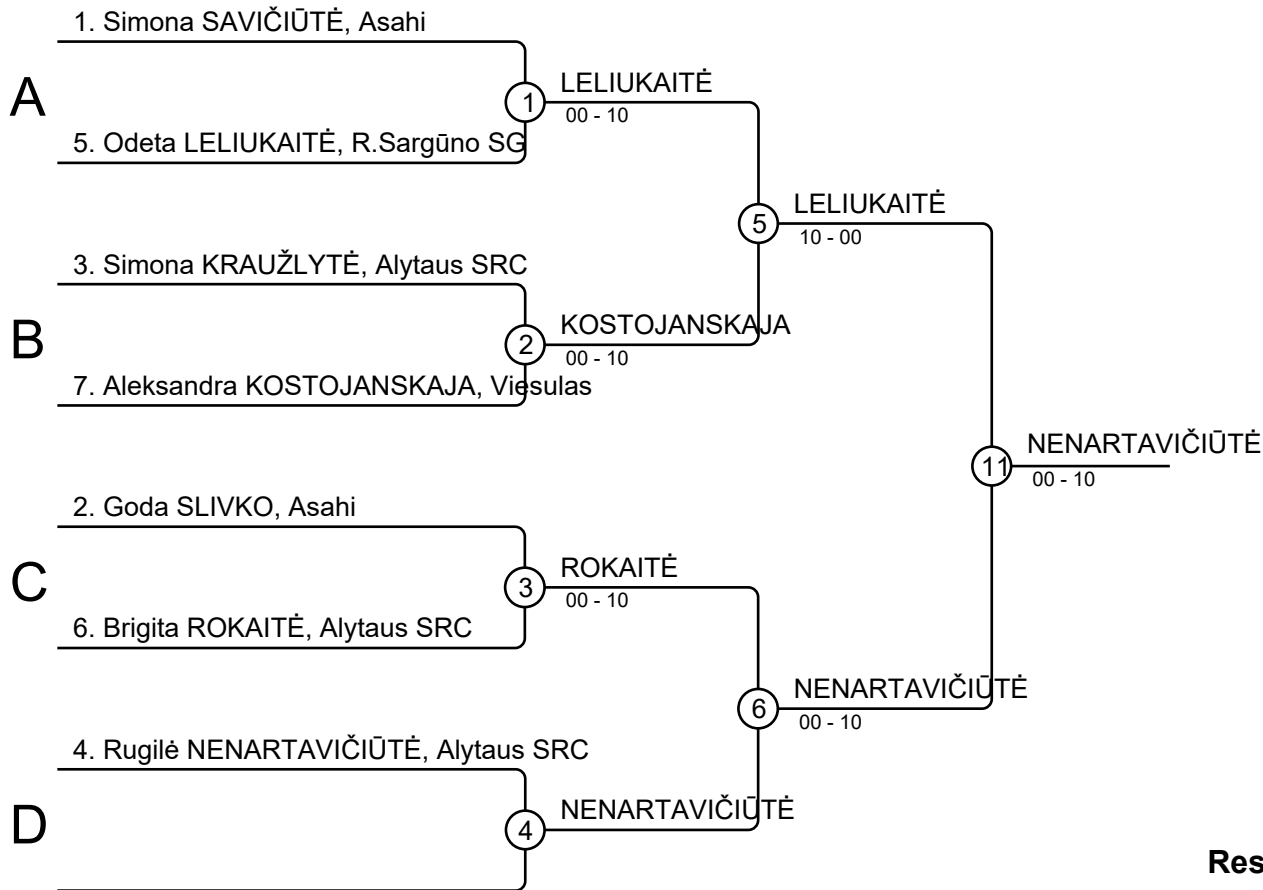 1. Simona SAVIČIŪTĖ, Asahi
A
1
LELIUKAITĖ
00 - 10
5. Odeta LELIUKAITĖ, R.Sargūno SG
5
LELIUKAITĖ
10 - 00
3. Simona KRAUŽLYTĖ, Alytaus SRC
B
2
KOSTOJANSKAJA
00 - 10
7. Aleksandra KOSTOJANSKAJA, Viesulas
11
NENARTAVIČIŪTĖ
00 - 10
2. Goda SLIVKO, Asahi
C
3
ROKAITĖ
00 - 10
6. Brigita ROKAITĖ, Alytaus SRC
6
NENARTAVIČIŪTĖ
00 - 10
4. Rugilė NENARTAVIČIŪTĖ, Alytaus SRC
D
4
NENARTAVIČIŪTĖ
Res